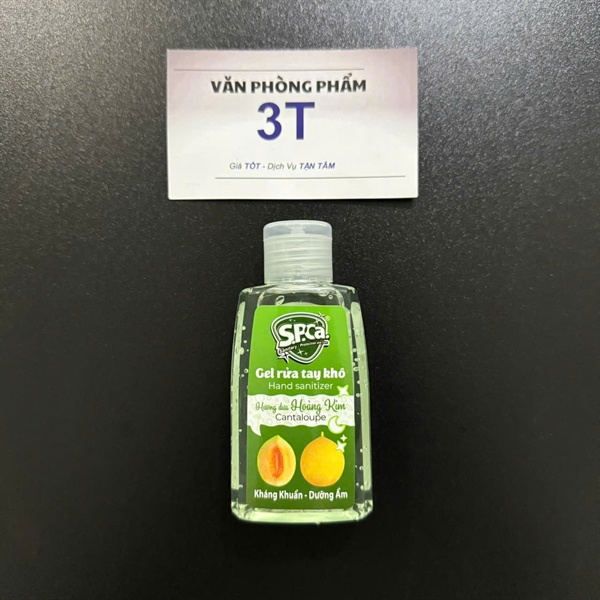 VĂN PHÒNG PHẨM
3T
Giá TỐT - Dịch Vụ TẬN TÂM
S.P.Ca.
Gel rửa tay khô
Hand sanitizer
Hương dưa Hoàng Kim
Cantaloupe
Kháng Khuẩn - Dưỡng Ẩm